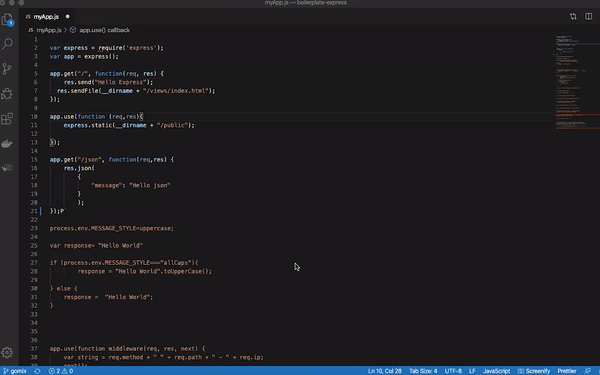 myApp.js — boilerplate-express
myApp.js
myApp.js > app.use() callback
1
2 var express = require('express');
3 var app = express();
4
5 app.get("/", function(req, res) {
6 res.send("Hello Express");
7 res.sendFile(__dirname + "/views/index.html");
8 });
9
10 app.use(function (req,res){
11 express.static(__dirname + "/public");
12
13 });
14
15 app.get("/json", function(req,res) {
16 res.json(
17 {
18 "message": "Hello json"
19 }
20 );
21 });P`
22
23 process.env.MESSAGE_STYLE=uppercase;
24
25 var response= "Hello World"
26
27 if (process.env.MESSAGE_STYLE==="allCaps"){
28 response = "Hello World".toUpperCase();
29
30 } else {
31 response = "Hello World";
32 }
33
34
35
36
37 app.use(function middleware(req, res, next) {
38 var string = req.method + " " + req.path + " - " + req.ip;
gomix 2 0 Ln 10, Col 28 Tab Size: 4 UTF-8 LF JavaScript Screenify Prettier